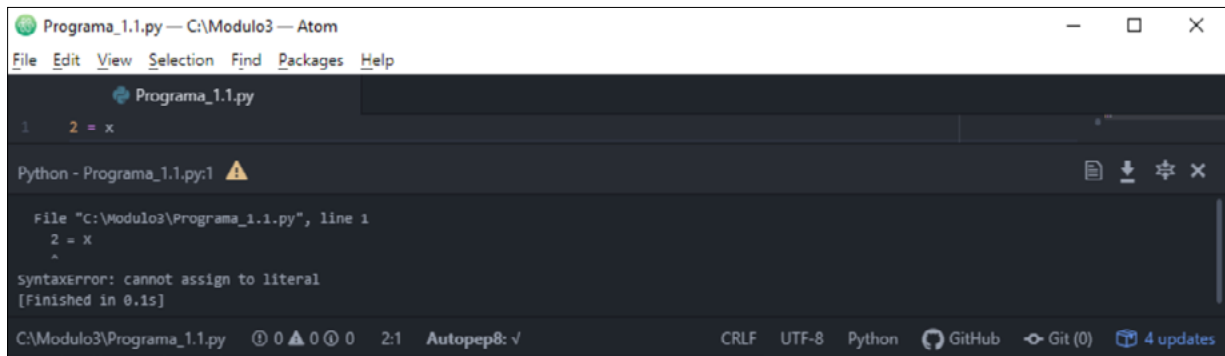 Programa_1.1.py — C:\Modulo3 — Atom
File Edit View Selection Find Packages Help
Programa_1.1.py
1 2 = x
Python - Programa_1.1.py:1
File "C:\Modulo3\Programa_1.1.py", line 1
2 = x
^
SyntaxError: cannot assign to literal
[Finished in 0.1s]
C:\Modulo3\Programa_1.1.py 0 0 0 2:1 Autopep8: √ CRLF UTF-8 Python GitHub Git (0) 4 updates